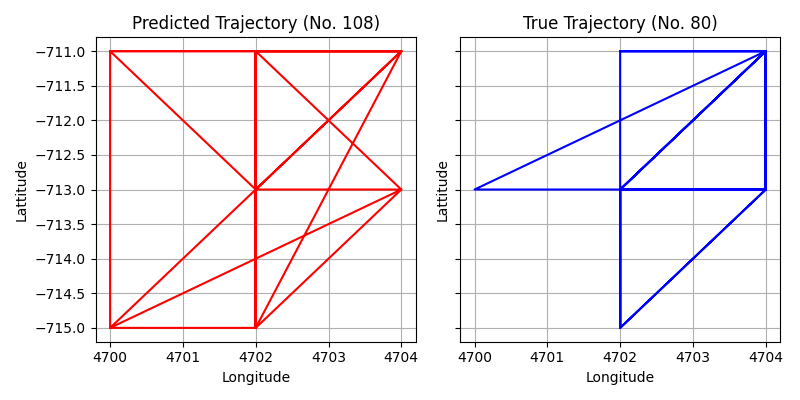 Predicted Trajectory (No. 108)
−711.0
−711.5
−712.0
−712.5
−713.0
−713.5
−714.0
−714.5
−715.0
Lattitude
4700 4701 4702 4703 4704
Longitude
True Trajectory (No. 80)
Lattitude
4700 4701 4702 4703 4704
Longitude